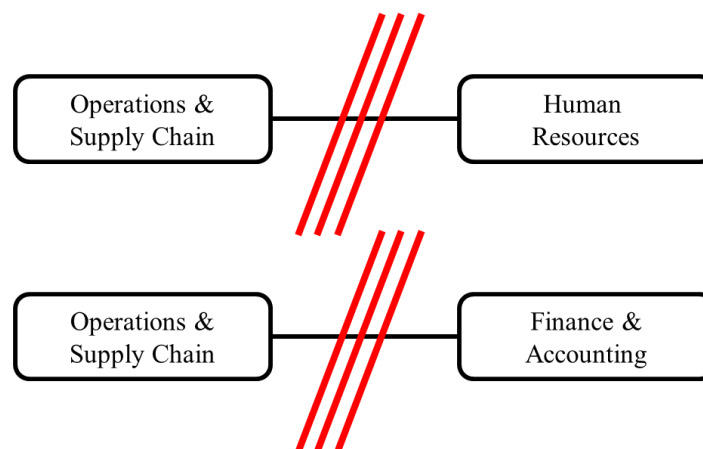 Operations &
Supply Chain
Human
Resources
Operations &
Supply Chain
Finance &
Accounting